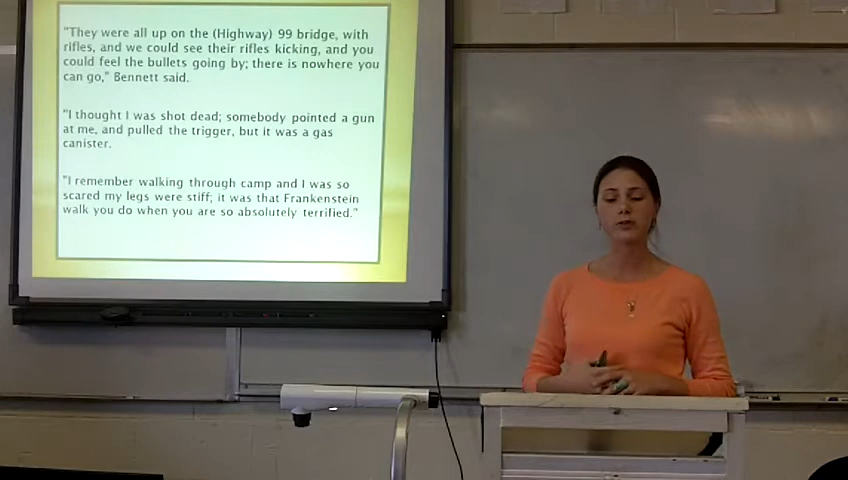 "They were all up on the (Highway) 99 bridge, with
rifles, and we could see their rifles kicking, and you
could feel the bullets going by; there is nowhere you
can go," Bennett said.
"I thought I was shot dead; somebody pointed a gun
at me, and pulled the trigger, but it was a gas
canister.
"I remember walking through camp and I was so
scared my legs were stiff; it was that Frankenstein
walk you do when you are so absolutely terrified."